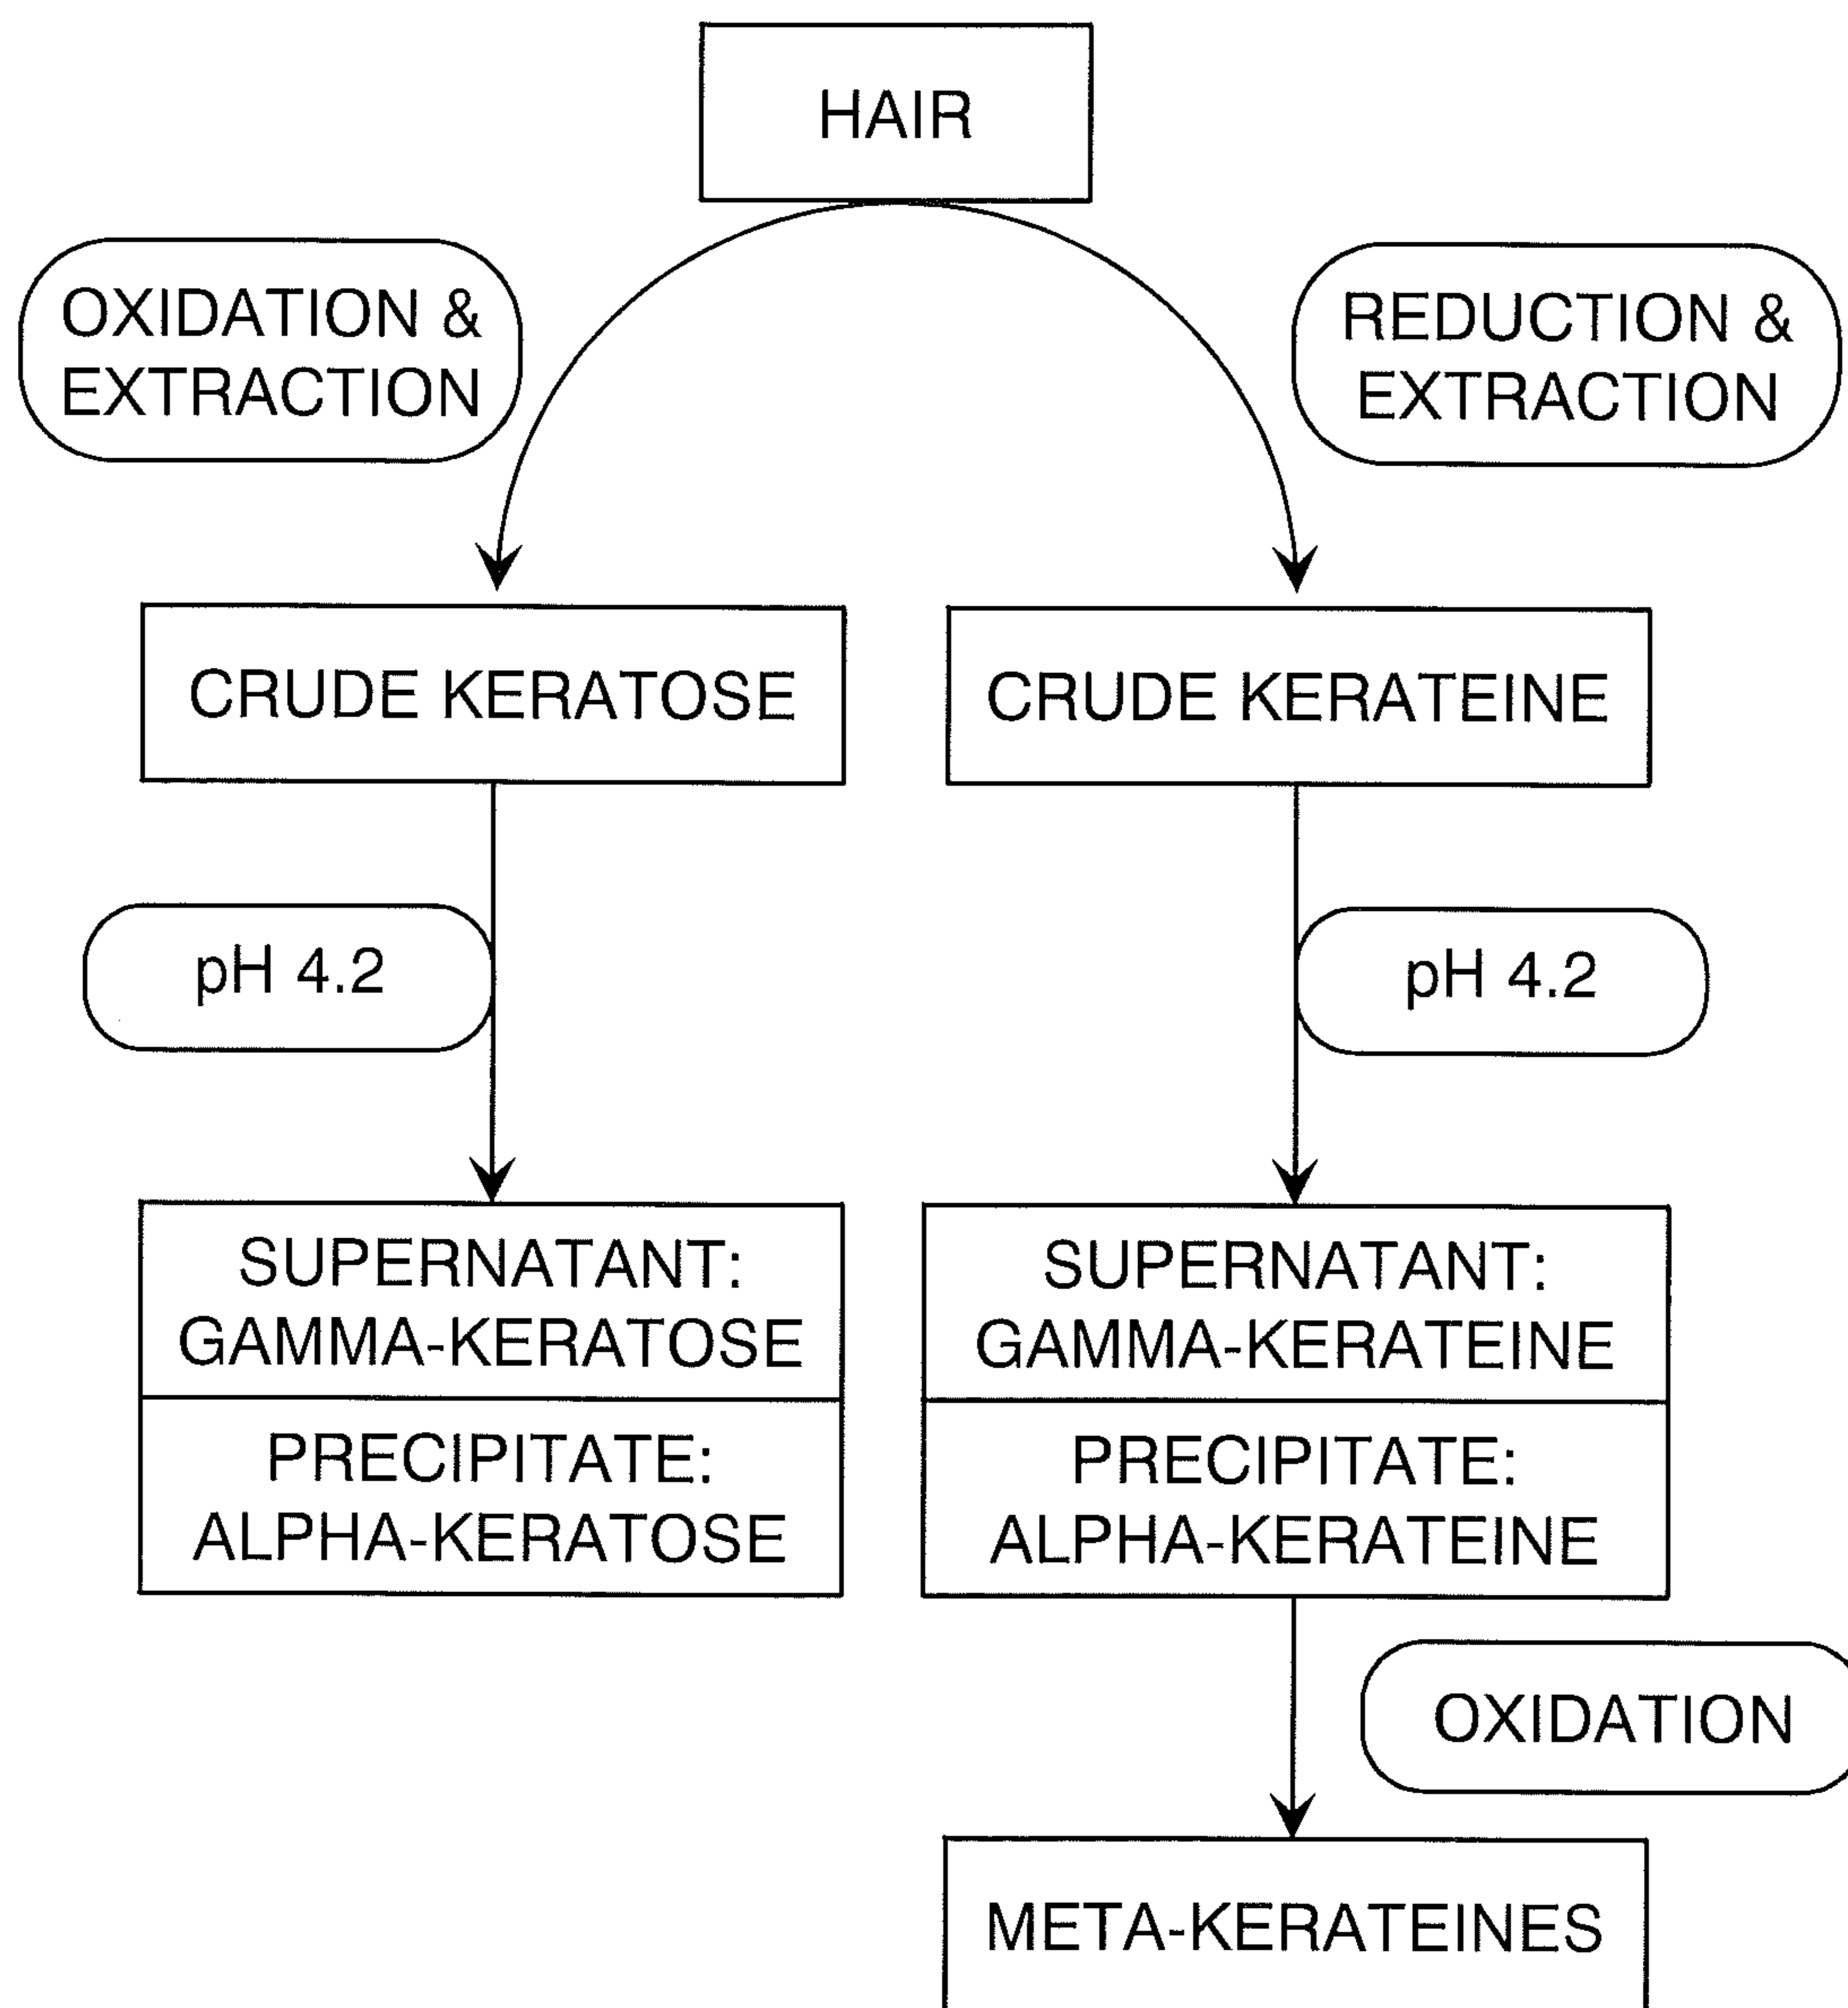 HAIR
OXIDATION &
EXTRACTION
REDUCTION &
EXTRACTION
CRUDE KERATOSE
CRUDE KERATEINE
pH 4.2
pH 4.2
SUPERNATANT:
GAMMA-KERATOSE
PRECIPITATE:
ALPHA-KERATOSE
SUPERNATANT:
GAMMA-KERATEINE
PRECIPITATE:
ALPHA-KERATEINE
OXIDATION
META-KERATEINES